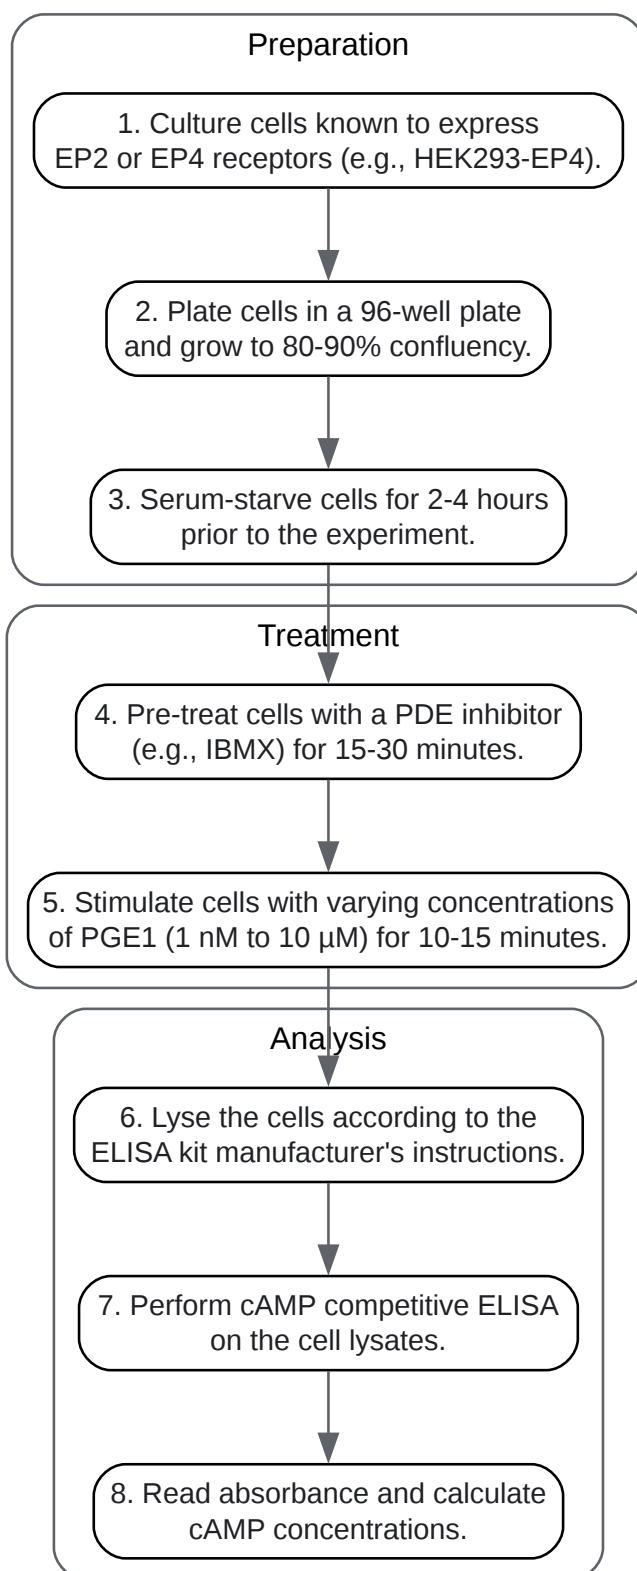 Preparation
1. Culture cells known to express
EP2 or EP4 receptors (e.g., HEK293-EP4).
2. Plate cells in a 96-well plate
and grow to 80-90% confluency.
3. Serum-starve cells for 2-4 hours
prior to the experiment.
Treatment
4. Pre-treat cells with a PDE inhibitor
(e.g., IBMX) for 15-30 minutes.
5. Stimulate cells with varying concentrations
of PGE1 (1 nM to 10 µM) for 10-15 minutes.
Analysis
6. Lyse the cells according to the
ELISA kit manufacturer's instructions.
7. Perform cAMP competitive ELISA
on the cell lysates.
8. Read absorbance and calculate
cAMP concentrations.